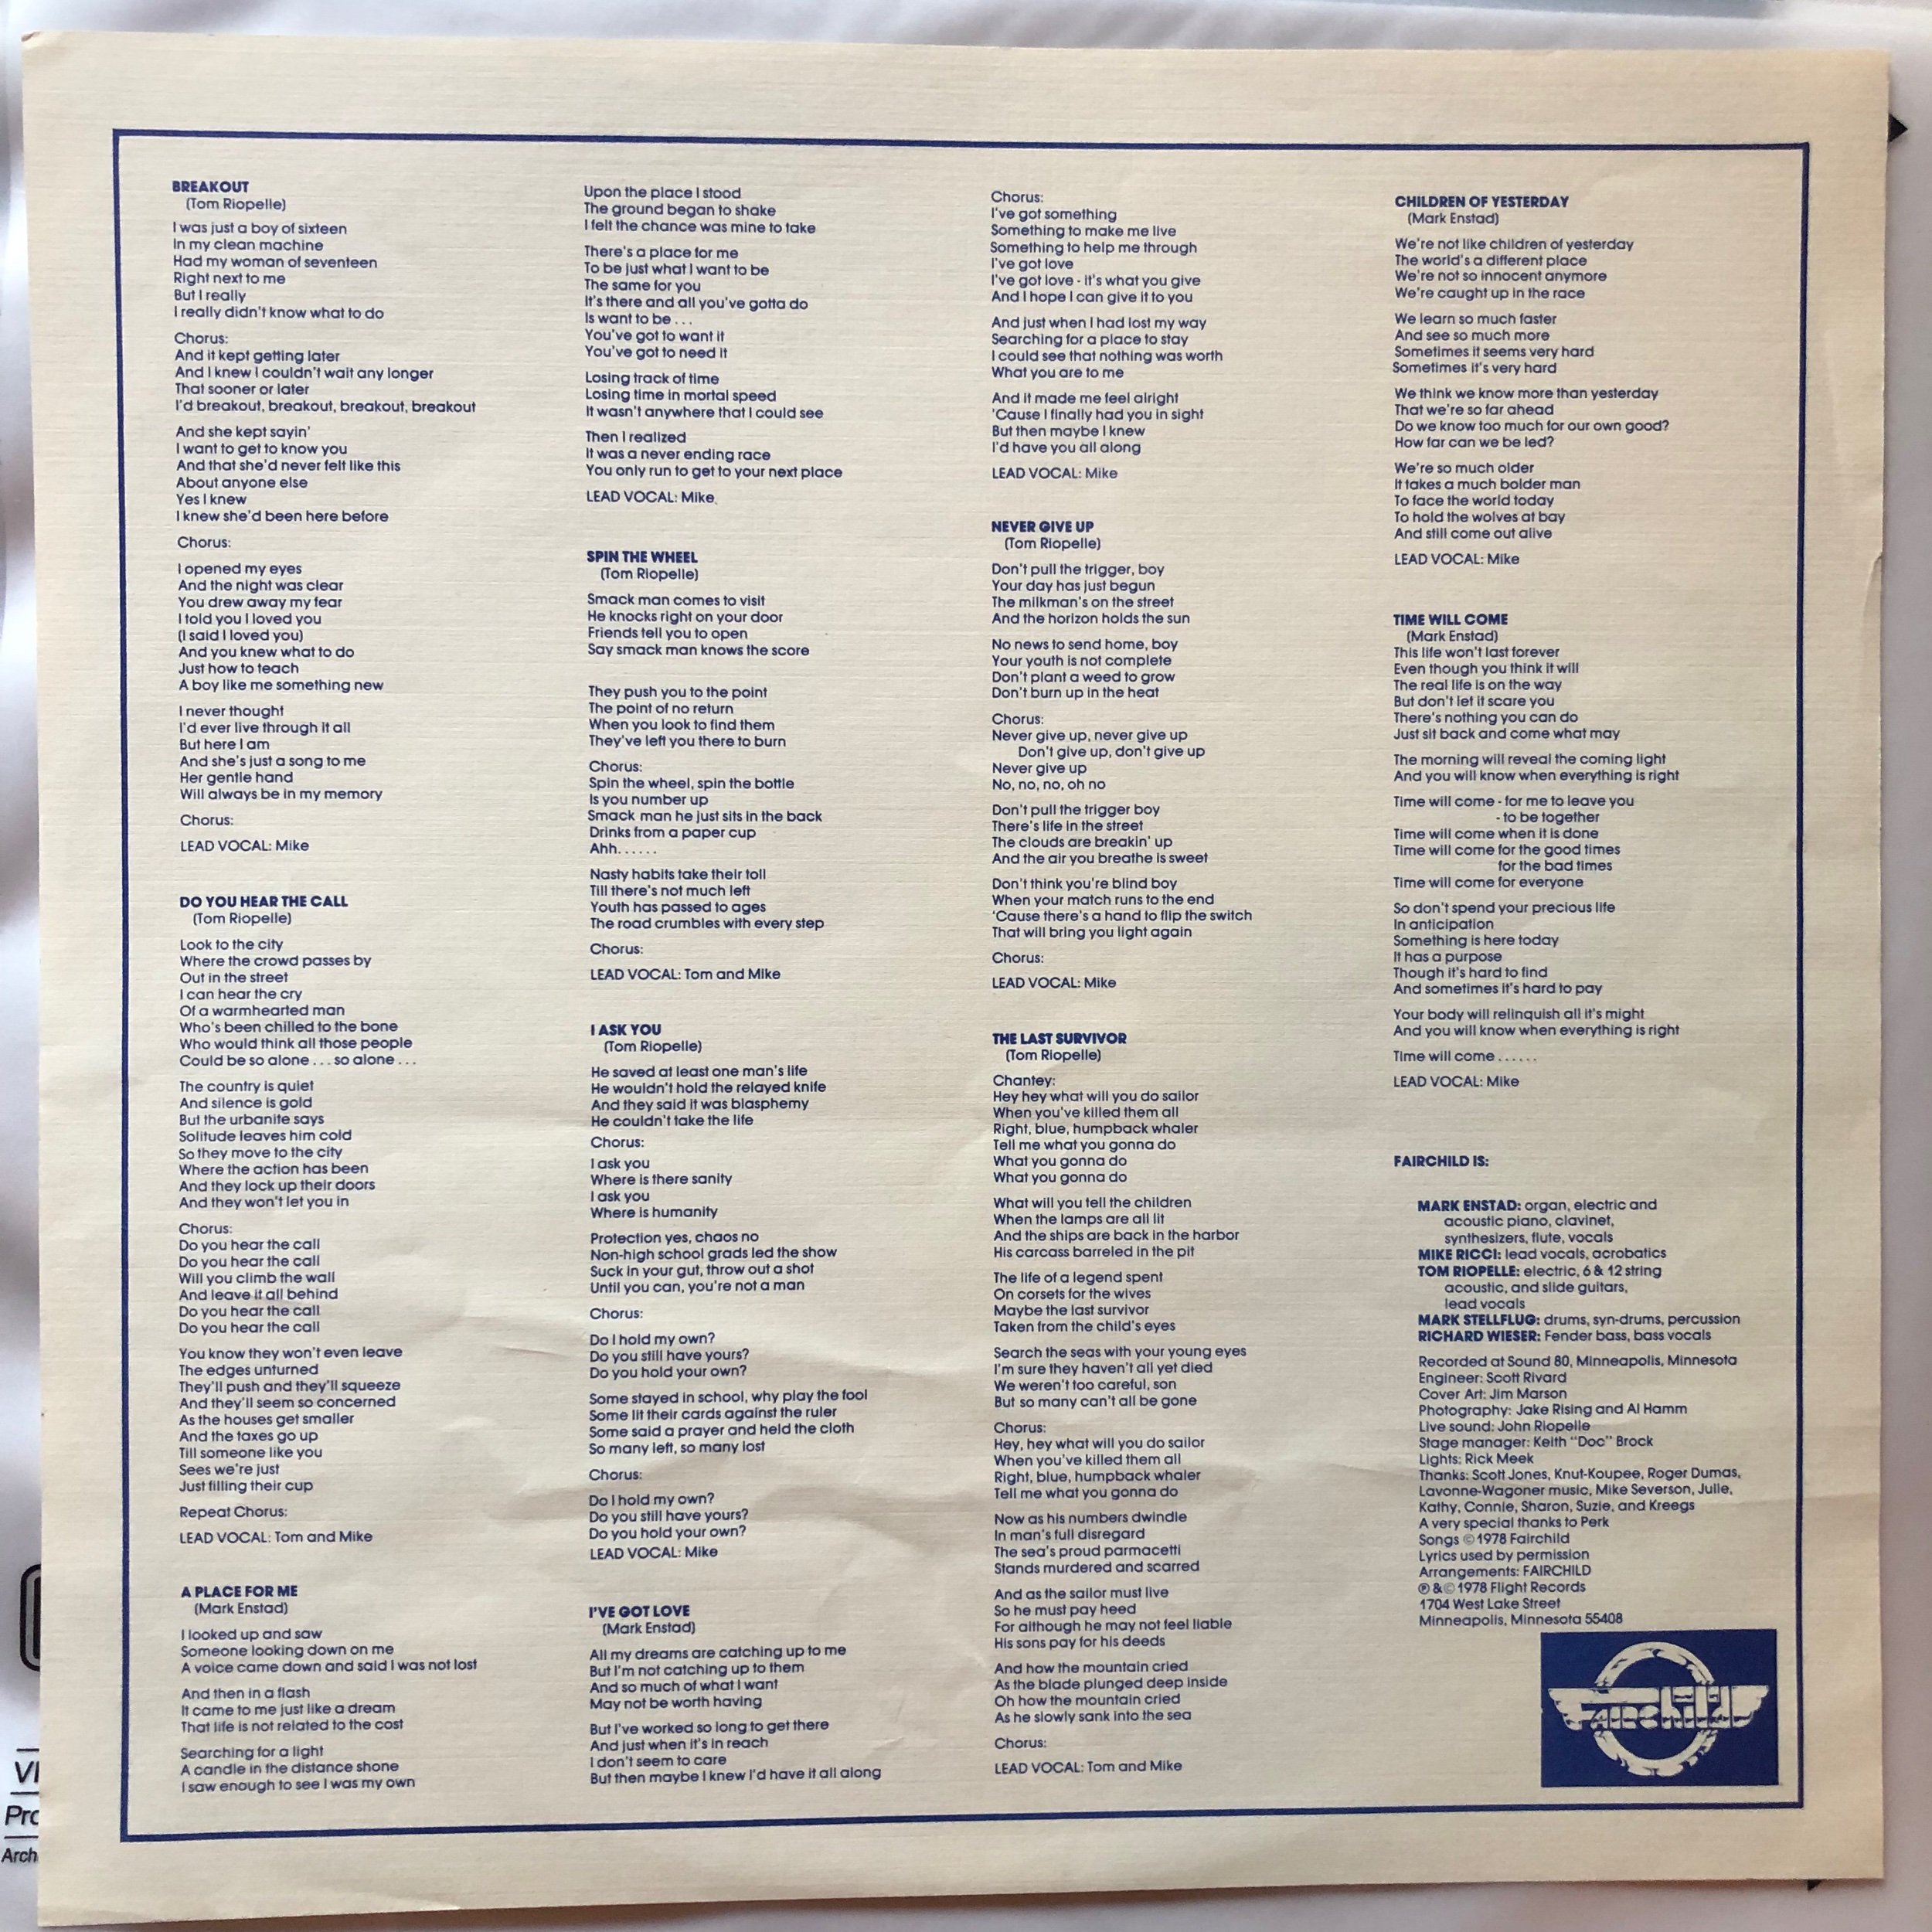 BREAKOUT
(Tom Riopelle)
I was just a boy of sixteen
In my clean machine
Had my woman of seventeen
Right next to me
But I really
I really didn't know what to do
Chorus:
And it kept getting later
And I knew I couldn't wait any longer
That sooner or later
I'd breakout, breakout, breakout, breakout
And she kept sayin'
I want to get to know you
And that she'd never felt like this
About anyone else
Yes I knew
I knew she'd been here before
Chorus:
I opened my eyes
And the night was clear
You drew away my fear
I told you I loved you
(I said I loved you)
And you knew what to do
Just how to teach
A boy like me something new
I never thought
I'd ever live through it all
But here I am
And she's just a song to me
Her gentle hand
Will always be in my memory
Chorus:
LEAD VOCAL: Mike
DO YOU HEAR THE CALL
(Tom Riopelle)
Look to the city
Where the crowd passes by
Out in the street
I can hear the cry
Of a warmhearted man
Who's been chilled to the bone
Who would think all those people
Could be so alone . . . so alone . . .
The country is quiet
And silence is gold
But the urbanite says
Solitude leaves him cold
So they move to the city
Where the action has been
And they lock up their doors
And they won't let you in
Chorus:
Do you hear the call
Do you hear the call
Will you climb the wall
And leave it all behind
Do you hear the call
Do you hear the call
You know they won't even leave
The edges unturned
They'll push and they'll squeeze
And they'll seem so concerned
As the houses get smaller
And the taxes go up
Till someone like you
Sees we're just
Just filling their cup
Repeat Chorus:
LEAD VOCAL: Tom and Mike
A PLACE FOR ME
(Mark Enstad)
I looked up and saw
Someone looking down on me
A voice came down and said I was not lost
And then in a flash
It came to me just like a dream
That life is not related to the cost
Searching for a light
A candle in the distance shone
I saw enough to see I was my own
Upon the place I stood
The ground began to shake
I felt the chance was mine to take
There's a place for me
To be just what I want to be
The same for you
It's there and all you've gotta do
Is want to be . . .
You've got to want it
You've got to need it
Losing track of time
Losing time in mortal speed
It wasn't anywhere that I could see
Then I realized
It was a never ending race
You only run to get to your next place
LEAD VOCAL: Mike
SPIN THE WHEEL
(Tom Riopelle)
Smack man comes to visit
He knocks right on your door
Friends tell you to open
Say smack man knows the score
They push you to the point
The point of no return
When you look to find them
They've left you there to burn
Chorus:
Spin the wheel, spin the bottle
Is you number up
Smack man he just sits in the back
Drinks from a paper cup
Ahh. . . . . .
Nasty habits take their toll
Till there's not much left
Youth has passed to ages
The road crumbles with every step
Chorus:
LEAD VOCAL: Tom and Mike
I ASK YOU
(Tom Riopelle)
He saved at least one man's life
He wouldn't hold the relayed knife
And they said it was blasphemy
He couldn't take the life
Chorus:
I ask you
Where is there sanity
I ask you
Where is humanity
Protection yes, chaos no
Non-high school grads led the show
Suck in your gut, throw out a shot
Until you can, you're not a man
Chorus:
Do I hold my own?
Do you still have yours?
Do you hold your own?
Some stayed in school, why play the fool
Some lit their cards against the ruler
Some said a prayer and held the cloth
So many left, so many lost
Chorus:
Do I hold my own?
Do you still have yours?
Do you hold your own?
LEAD VOCAL: Mike
I'VE GOT LOVE
(Mark Enstad)
All my dreams are catching up to me
But I'm not catching up to them
And so much of what I want
May not be worth having
But I've worked so long to get there
And just when it's in reach
I don't seem to care
But then maybe I knew I'd have it all along
Chorus:
I've got something
Something to make me live
Something to help me through
I've got love
I've got love - it's what you give
And I hope I can give it to you
And just when I had lost my way
Searching for a place to stay
I could see that nothing was worth
What you are to me
And it made me feel alright
'Cause I finally had you in sight
But then maybe I knew
I'd have you all along
LEAD VOCAL: Mike
NEVER GIVE UP
(Tom Riopelle)
Don't pull the trigger, boy
Your day has just begun
The milkman's on the street
And the horizon holds the sun
No news to send home, boy
Your youth is not complete
Don't plant a weed to grow
Don't burn up in the heat
Chorus:
Never give up, never give up
Don't give up, don't give up
Never give up
No, no, no, oh no
Don't pull the trigger boy
There's life in the street
The clouds are breakin' up
And the air you breathe is sweet
Don't think you're blind boy
When your match runs to the end
'Cause there's a hand to flip the switch
That will bring you light again
Chorus:
LEAD VOCAL: Mike
THE LAST SURVIVOR
(Tom Riopelle)
Chantey:
Hey hey what will you do sailor
When you've killed them all
Right, blue, humpback whaler
Tell me what you gonna do
What you gonna do
What you gonna do
What will you tell the children
When the lamps are all lit
And the ships are back in the harbor
His carcass barreled in the pit
The life of a legend spent
On corsets for the wives
Maybe the last survivor
Taken from the child's eyes
Search the seas with your young eyes
I'm sure they haven't all yet died
We weren't too careful, son
But so many can't all be gone
Chorus:
Hey, hey what will you do sailor
When you've killed them all
Right, blue, humpback whaler
Tell me what you gonna do
Now as his numbers dwindle
In man's full disregard
The sea's proud parmacetti
Stands murdered and scarred
And as the sailor must live
So he must pay heed
For although he may not feel liable
His sons pay for his deeds
And how the mountain cried
As the blade plunged deep inside
Oh how the mountain cried
As he slowly sank into the sea
Chorus:
LEAD VOCAL: Tom and Mike
CHILDREN OF YESTERDAY
(Mark Enstad)
We're not like children of yesterday
The world's a different place
We're not so innocent anymore
We're caught up in the race
We learn so much faster
And see so much more
Sometimes it seems very hard
Sometimes it's very hard
We think we know more than yesterday
That we're so far ahead
Do we know too much for our own good?
How far can we be led?
We're so much older
It takes a much bolder man
To face the world today
To hold the wolves at bay
And still come out alive
LEAD VOCAL: Mike
TIME WILL COME
(Mark Enstad)
This life won't last forever
Even though you think it will
The real life is on the way
But don't let it scare you
There's nothing you can do
Just sit back and come what may
The morning will reveal the coming light
And you will know when everything is right
Time will come - for me to leave you
- to be together
Time will come when it is done
Time will come for the good times
for the bad times
Time will come for everyone
So don't spend your precious life
In anticipation
Something is here today
It has a purpose
Though it's hard to find
And sometimes it's hard to pay
Your body will relinquish all it's might
And you will know when everything is right
Time will come . . . . . .
LEAD VOCAL: Mike
FAIRCHILD IS:
MARK ENSTAD: organ, electric and
acoustic piano, clavinet,
synthesizers, flute, vocals
MIKE RICCI: lead vocals, acrobatics
TOM RIOPELLE: electric, 6 & 12 string
acoustic, and slide guitars,
lead vocals
MARK STELLFLUG: drums, syn-drums, percussion
RICHARD WIESER: Fender bass, bass vocals
Recorded at Sound 80, Minneapolis, Minnesota
Engineer: Scott Rivard
Cover Art: Jim Marson
Photography: Jake Rising and Al Hamm
Live sound: John Riopelle
Stage manager: Keith "Doc" Brock
Lights: Rick Meek
Thanks: Scott Jones, Knut-Koupee, Roger Dumas,
Lavonne-Wagoner music, Mike Severson, Julie,
Kathy, Connie, Sharon, Suzie, and Kreegs
A very special thanks to Perk
Songs © 1978 Fairchild
Lyrics used by permission
Arrangements: FAIRCHILD
℗ & © 1978 Flight Records
1704 West Lake Street
Minneapolis, Minnesota 55408
Fairchild